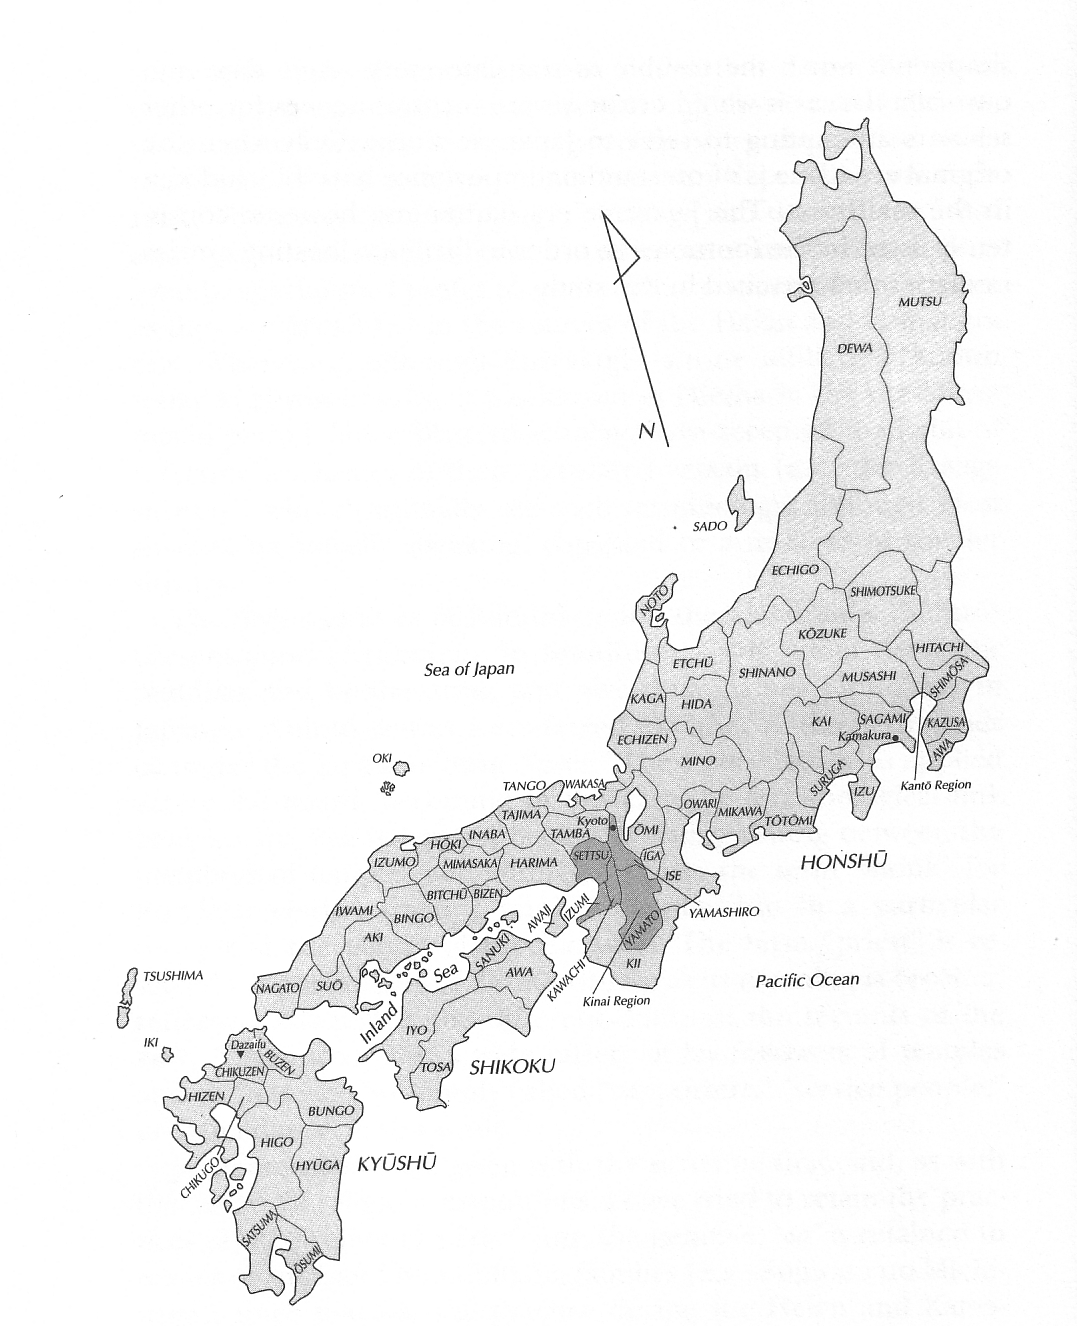 MUTSU
DEWA
N
SADO
ECHIGO
SHIMOTSUKE
NOTO
KŌZUKE
HITACHI
ETCHŪ
SHINANO
Sea of Japan
MUSASHI
SHIMŌSA
KAGA
HIDA
KAI
SAGAMI
KAZUSA
ECHIZEN
Kamakura
AWA
MINO
OKI
SURUGA
IZU
Kantō Region
TANGO
WAKASA
OWARI
MIKAWA
TŌTŌMI
TAJIMA
Kyoto
INABA
TAMBA
ŌMI
HŌKI
IZUMO
MIMASAKA
HARIMA
SETTSU
IGA
HONSHŪ
ISE
BITCHŪ
BIZEN
IWAMI
BINGO
AWAJI
IZUMI
YAMASHIRO
AKI
YAMATO
SANUKI
KII
TSUSHIMA
Inland Sea
AWA
KAWACHI
Pacific Ocean
NAGATO
SUŌ
Kinai Region
IYO
IKI
Dazaifu
BUZEN
CHIKUZEN
TOSA
SHIKOKU
HIZEN
BUNGO
HIGO
CHIKUGO
HYŪGA
KYŪSHŪ
SATSUMA
ŌSUMI